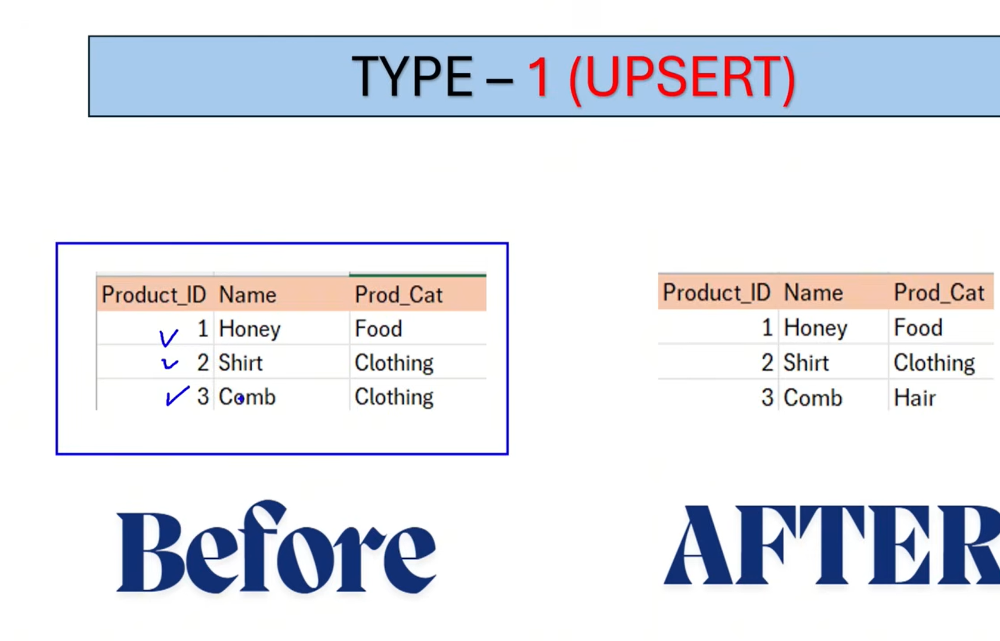 TYPE – 1 (UPSERT)
Product_ID Name Prod_Cat
1 Honey Food
2 Shirt Clothing
3 Comb Clothing
Product_ID Name Prod_Cat
1 Honey Food
2 Shirt Clothing
3 Comb Hair
Before
AFTER